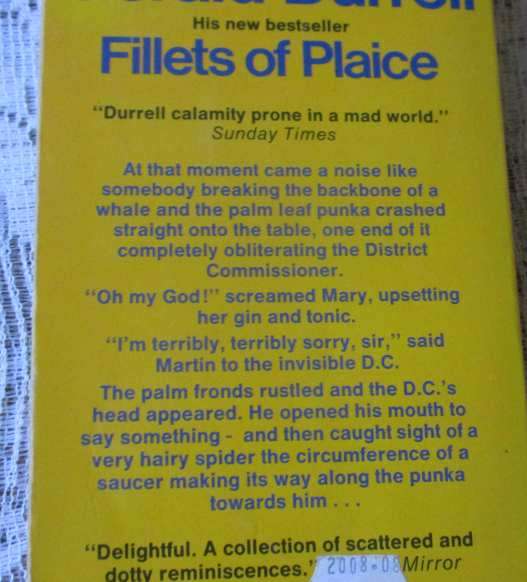 Gerald Durrell
His new bestseller
Fillets of Plaice
"Durrell calamity prone in a mad world."
Sunday Times
At that moment came a noise like
somebody breaking the backbone of a
whale and the palm leaf punka crashed
straight onto the table, one end of it
completely obliterating the District
Commissioner.
"Oh my God!" screamed Mary, upsetting
her gin and tonic.
"I'm terribly, terribly sorry, sir," said
Martin to the invisible D.C.
The palm fronds rustled and the D.C.'s
head appeared. He opened his mouth to
say something - and then caught sight of a
very hairy spider the circumference of a
saucer making its way along the punka
towards him . . .
"Delightful. A collection of scattered and
dotty reminiscences." 2008.08 Mirror